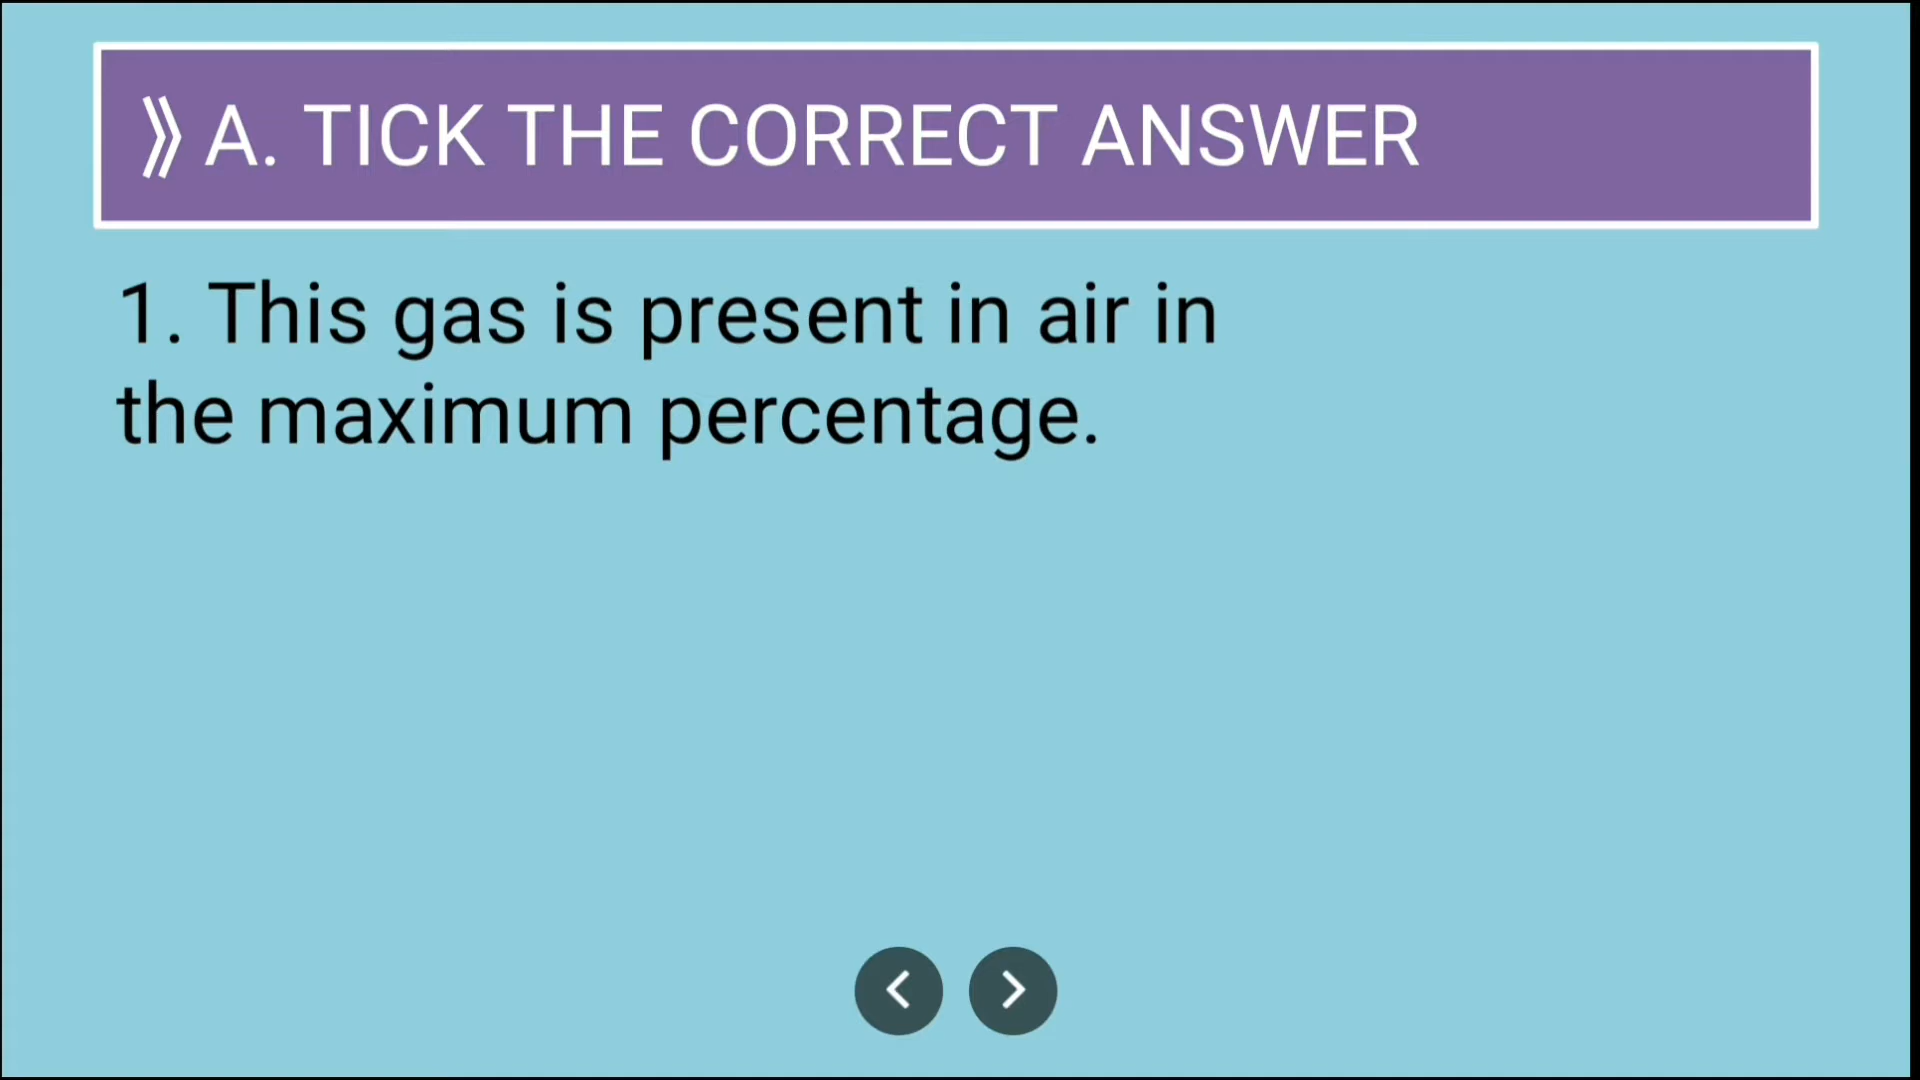 ⟫ A. TICK THE CORRECT ANSWER
1. This gas is present in air in
the maximum percentage.